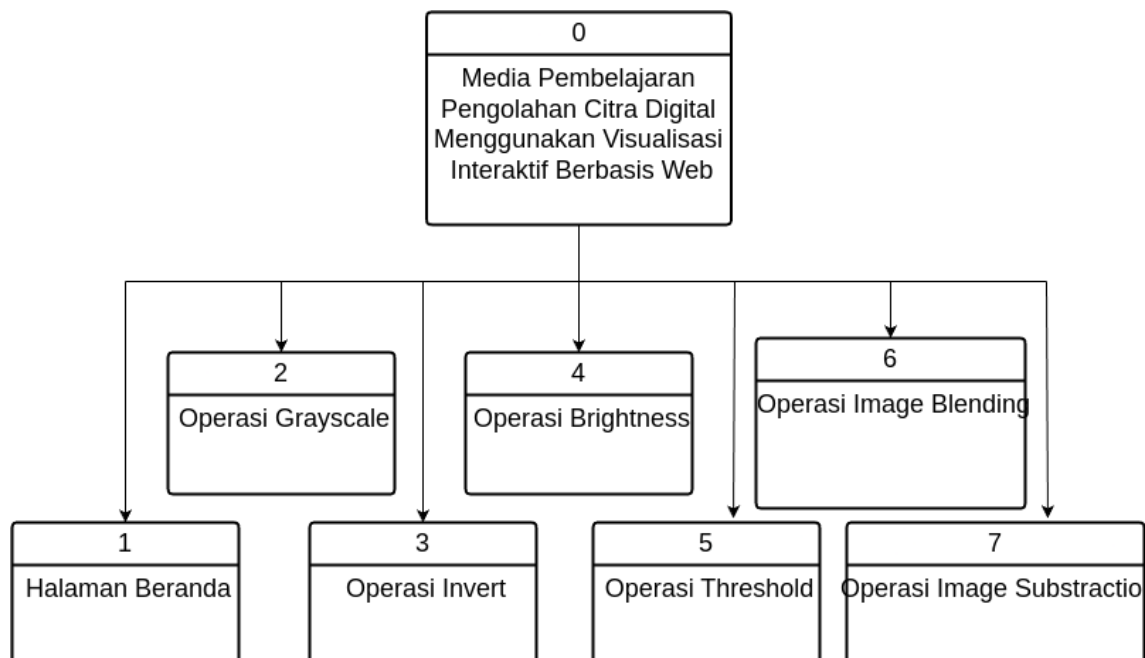 0
Media Pembelajaran
Pengolahan Citra Digital
Menggunakan Visualisasi
Interaktif Berbasis Web
2
Operasi Grayscale
4
Operasi Brightness
6
Operasi Image Blending
1
Halaman Beranda
3
Operasi Invert
5
Operasi Threshold
7
Operasi Image Substractio